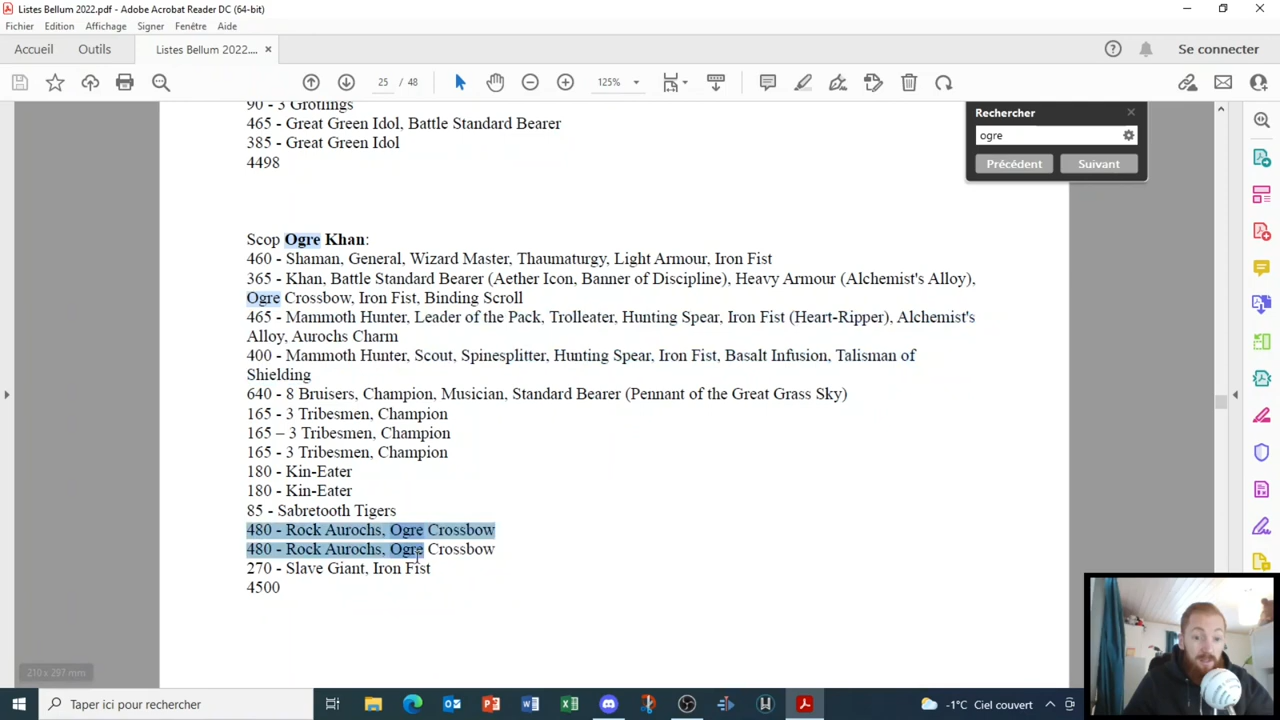 Listes Bellum 2022.pdf - Adobe Acrobat Reader DC (64-bit)
Fichier Edition Affichage Signer Fenêtre Aide
Accueil Outils Listes Bellum 2022.... × Se connecter
25 / 48 125%
Rechercher
ogre
Précédent Suivant
90 - 3 Grotlings
465 - Great Green Idol, Battle Standard Bearer
385 - Great Green Idol
4498
Scop Ogre Khan:
460 - Shaman, General, Wizard Master, Thaumaturgy, Light Armour, Iron Fist
365 - Khan, Battle Standard Bearer (Aether Icon, Banner of Discipline), Heavy Armour (Alchemist's Alloy),
Ogre Crossbow, Iron Fist, Binding Scroll
465 - Mammoth Hunter, Leader of the Pack, Trolleater, Hunting Spear, Iron Fist (Heart-Ripper), Alchemist's
Alloy, Aurochs Charm
400 - Mammoth Hunter, Scout, Spinesplitter, Hunting Spear, Iron Fist, Basalt Infusion, Talisman of
Shielding
640 - 8 Bruisers, Champion, Musician, Standard Bearer (Pennant of the Great Grass Sky)
165 - 3 Tribesmen, Champion
165 – 3 Tribesmen, Champion
165 - 3 Tribesmen, Champion
180 - Kin-Eater
180 - Kin-Eater
85 - Sabretooth Tigers
480 - Rock Aurochs, Ogre Crossbow
480 - Rock Aurochs, Ogre Crossbow
270 - Slave Giant, Iron Fist
4500
210 x 297 mm
Taper ici pour rechercher
-1°C Ciel couvert